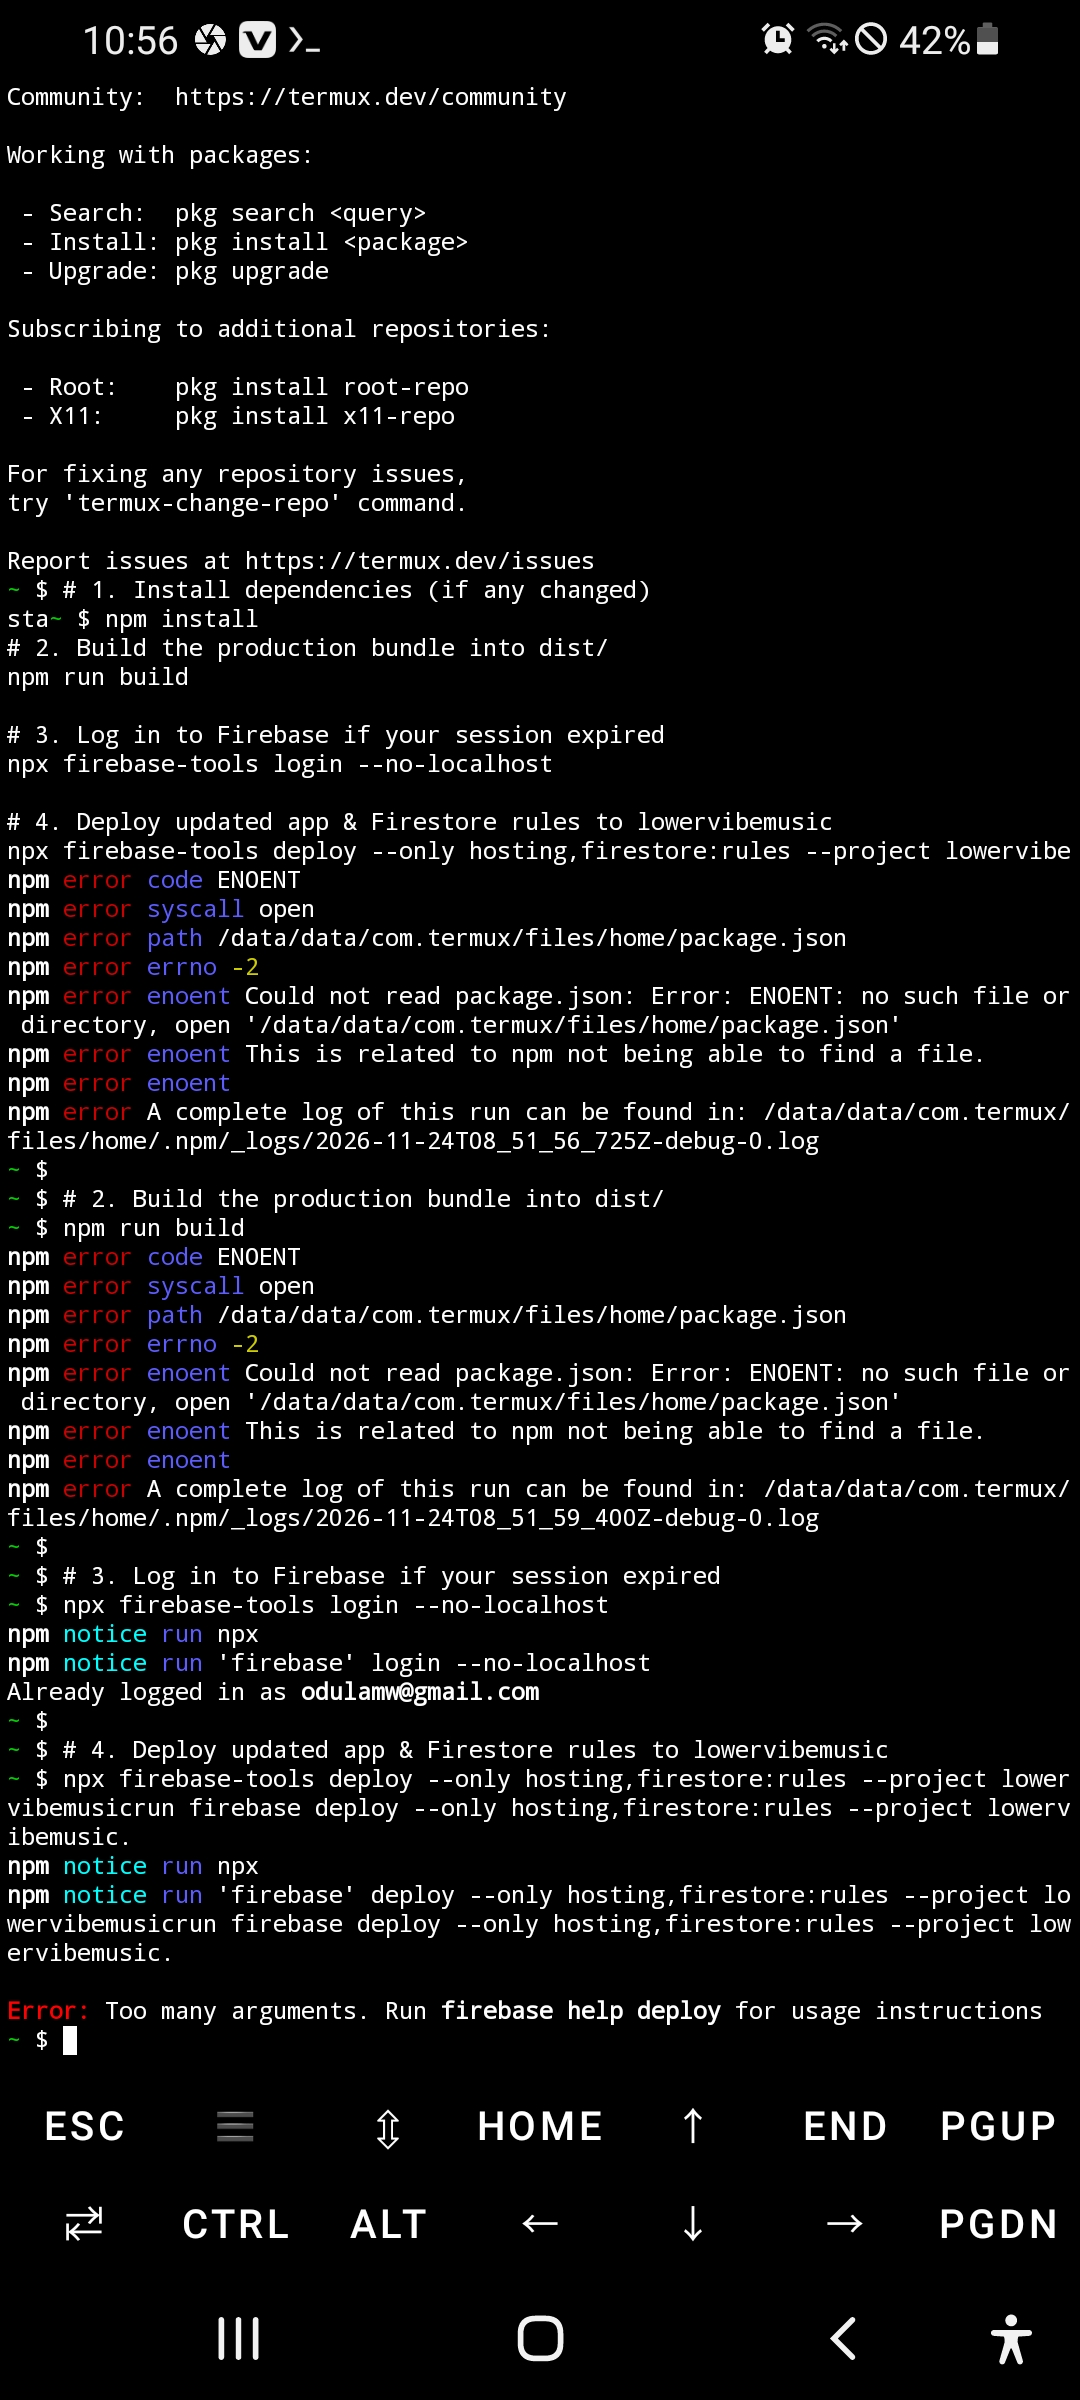 10:56 42%
Community:  https://termux.dev/community
Working with packages:
 - Search:  pkg search <query>
 - Install: pkg install <package>
 - Upgrade: pkg upgrade
Subscribing to additional repositories:
 - Root:    pkg install root-repo
 - X11:     pkg install x11-repo
For fixing any repository issues,
try 'termux-change-repo' command.
Report issues at https://termux.dev/issues
~ $ # 1. Install dependencies (if any changed)
sta~ $ npm install
# 2. Build the production bundle into dist/
npm run build
# 3. Log in to Firebase if your session expired
npx firebase-tools login --no-localhost
# 4. Deploy updated app & Firestore rules to lowervibemusic
npx firebase-tools deploy --only hosting,firestore:rules --project lowervibe
npm error code ENOENT
npm error syscall open
npm error path /data/data/com.termux/files/home/package.json
npm error errno -2
npm error enoent Could not read package.json: Error: ENOENT: no such file or
 directory, open '/data/data/com.termux/files/home/package.json'
npm error enoent This is related to npm not being able to find a file.
npm error enoent
npm error A complete log of this run can be found in: /data/data/com.termux/
files/home/.npm/_logs/2026-11-24T08_51_56_725Z-debug-0.log
~ $
~ $ # 2. Build the production bundle into dist/
~ $ npm run build
npm error code ENOENT
npm error syscall open
npm error path /data/data/com.termux/files/home/package.json
npm error errno -2
npm error enoent Could not read package.json: Error: ENOENT: no such file or
 directory, open '/data/data/com.termux/files/home/package.json'
npm error enoent This is related to npm not being able to find a file.
npm error enoent
npm error A complete log of this run can be found in: /data/data/com.termux/
files/home/.npm/_logs/2026-11-24T08_51_59_400Z-debug-0.log
~ $
~ $ # 3. Log in to Firebase if your session expired
~ $ npx firebase-tools login --no-localhost
npm notice run npx
npm notice run 'firebase' login --no-localhost
Already logged in as odulamw@gmail.com
~ $
~ $ # 4. Deploy updated app & Firestore rules to lowervibemusic
~ $ npx firebase-tools deploy --only hosting,firestore:rules --project lower
vibemusicrun firebase deploy --only hosting,firestore:rules --project lowerv
ibemusic.
npm notice run npx
npm notice run 'firebase' deploy --only hosting,firestore:rules --project lo
wervibemusicrun firebase deploy --only hosting,firestore:rules --project low
ervibemusic.
Error: Too many arguments. Run firebase help deploy for usage instructions
~ $
ESC HOME ↑ END PGUP
CTRL ALT ← ↓ → PGDN